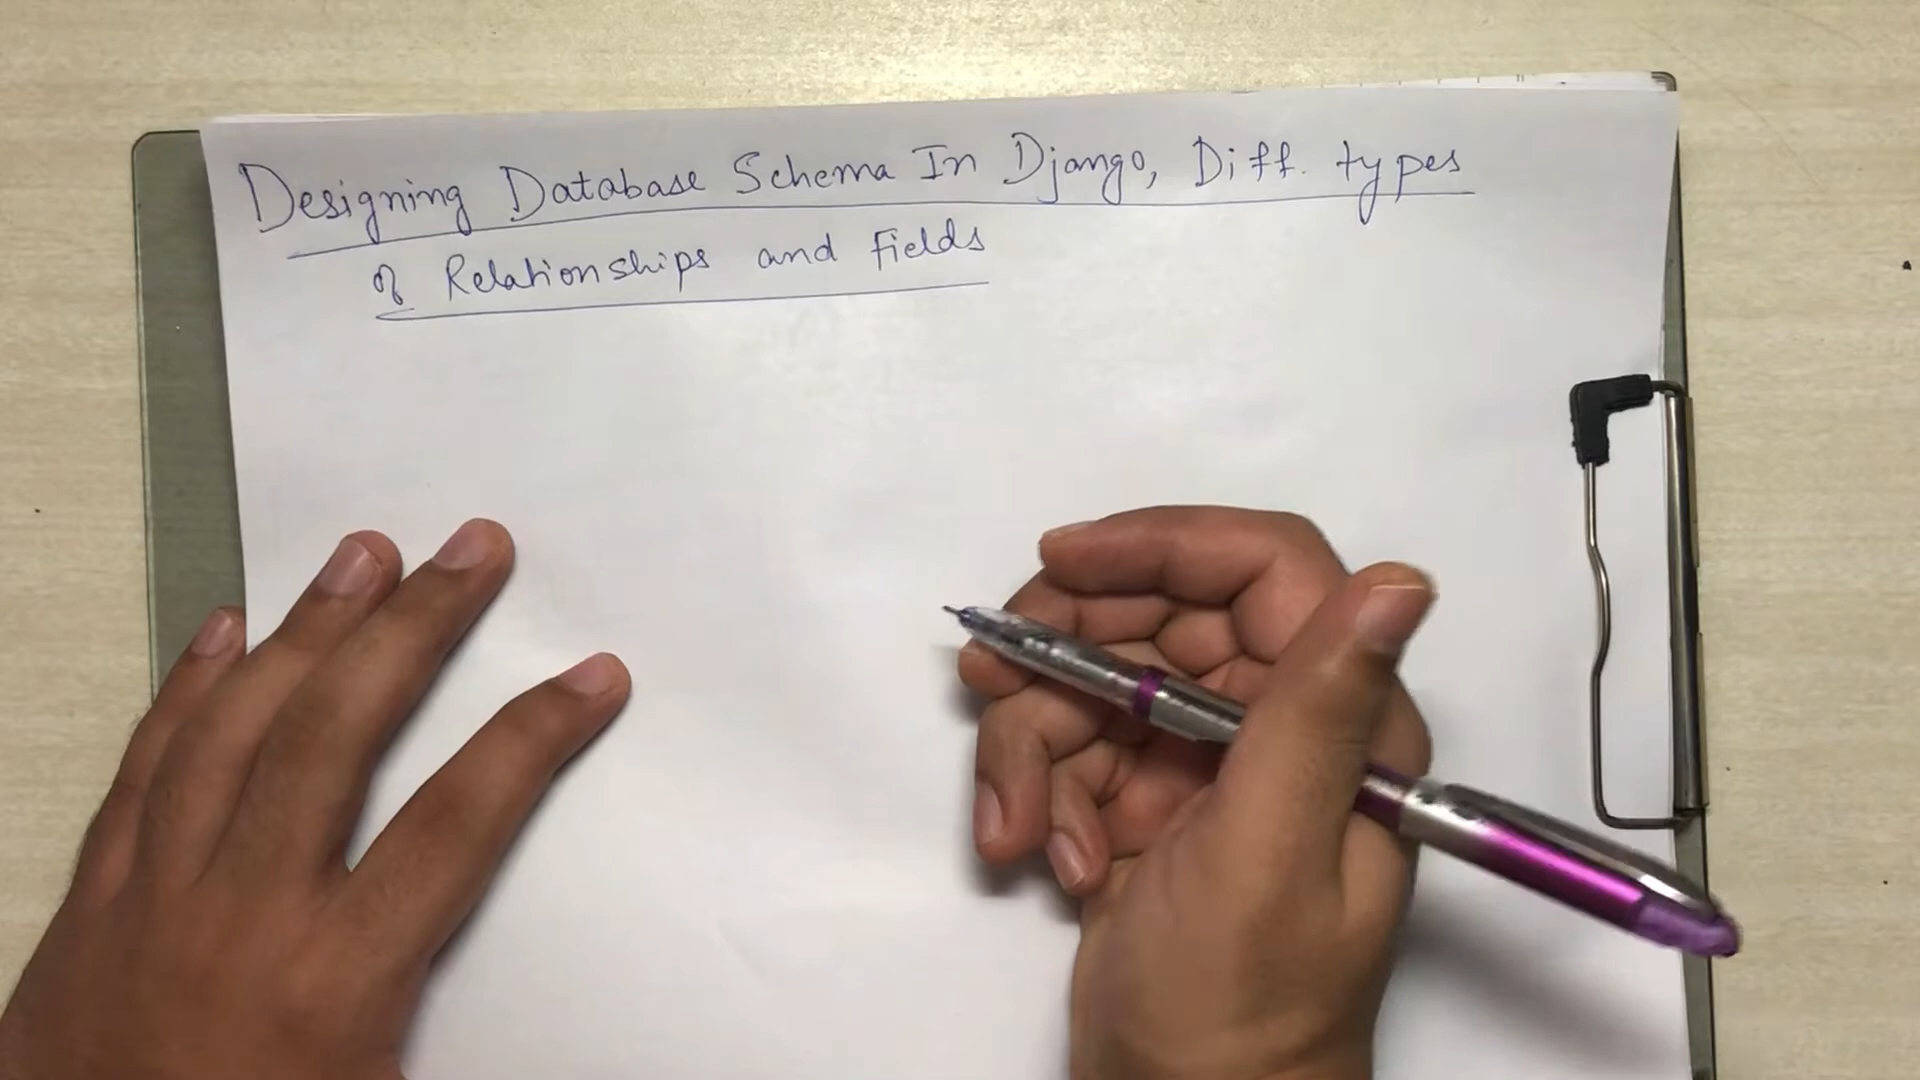 Designing Database Schema In Django, Diff. types
of Relationships and fields